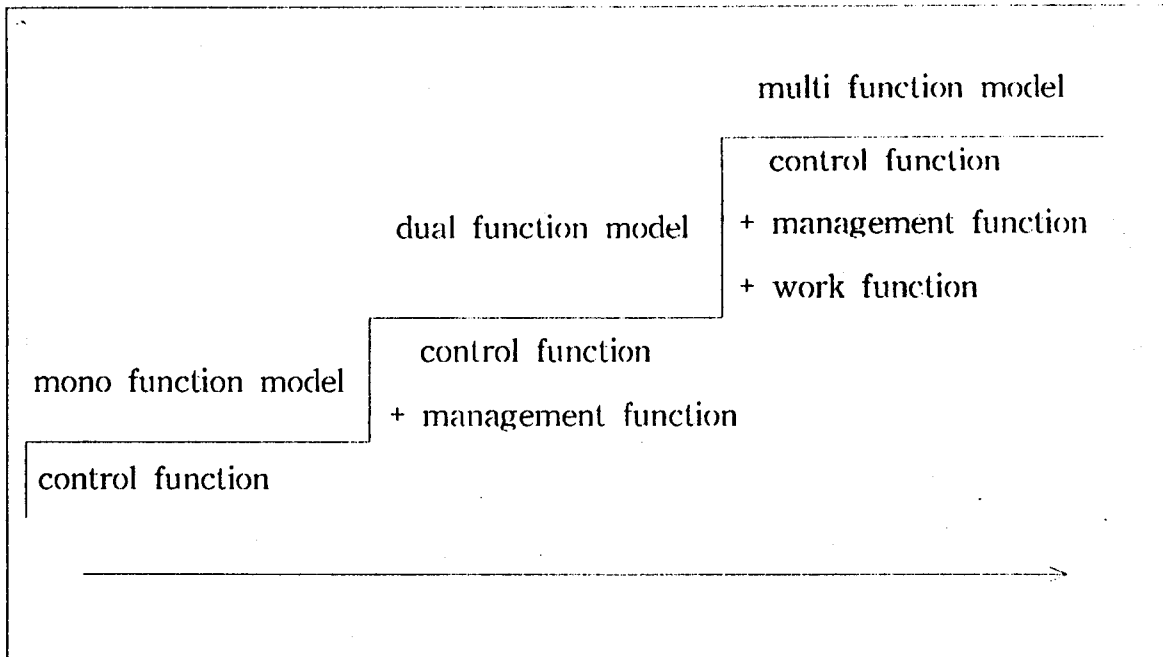 multi function model
control function
+ management function
+ work function
dual function model
control function
+ management function
mono function model
control function